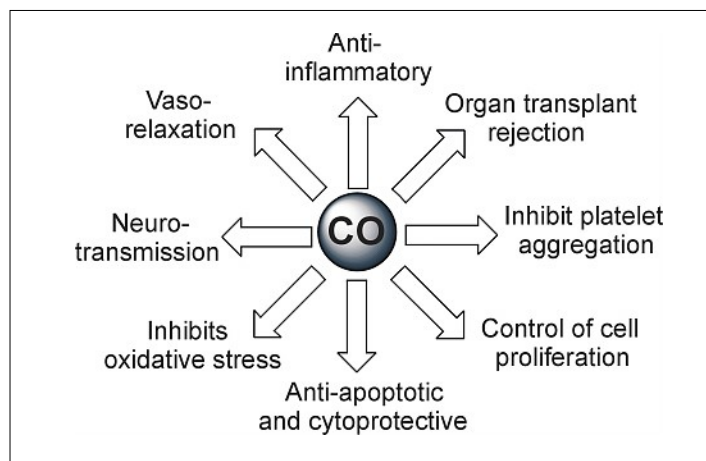 Anti-
inflammatory
Organ transplant
rejection
Inhibit platelet
aggregation
Control of cell
proliferation
Anti-apoptotic
and cytoprotective
Inhibits
oxidative stress
Neuro-
transmission
Vaso-
relaxation
CO